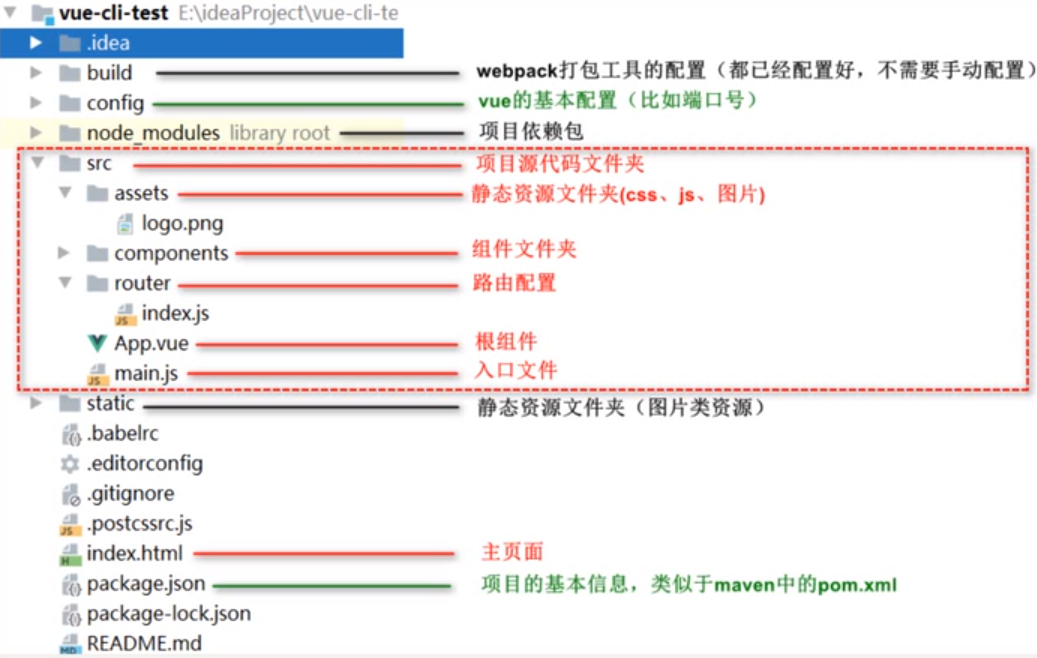 vue-cli-test E:\ideaProject\vue-cli-te
.idea
build webpack打包工具的配置（都已经配置好，不需要手动配置）
config vue的基本配置（比如端口号）
node_modules library root 项目依赖包
src 项目源代码文件夹
assets 静态资源文件夹(css、js、图片)
logo.png
components 组件文件夹
router 路由配置
index.js
App.vue 根组件
main.js 入口文件
static 静态资源文件夹（图片类资源）
.babelrc
.editorconfig
.gitignore
.postcssrc.js
index.html 主页面
package.json 项目的基本信息，类似于maven中的pom.xml
package-lock.json
README.md